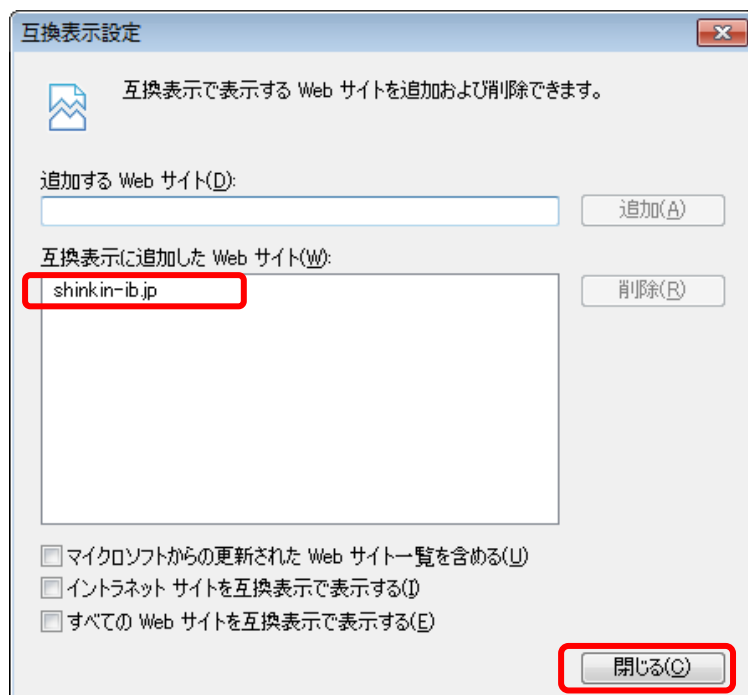 互換表示設定
互換表示で表示する Web サイトを追加および削除できます。
追加する Web サイト(D):
追加(A)
互換表示に追加した Web サイト(W):
shinkin-ib.jp
削除(R)
マイクロソフトからの更新された Web サイト一覧を含める(U)
イントラネット サイトを互換表示で表示する(I)
すべての Web サイトを互換表示で表示する(E)
閉じる(C)